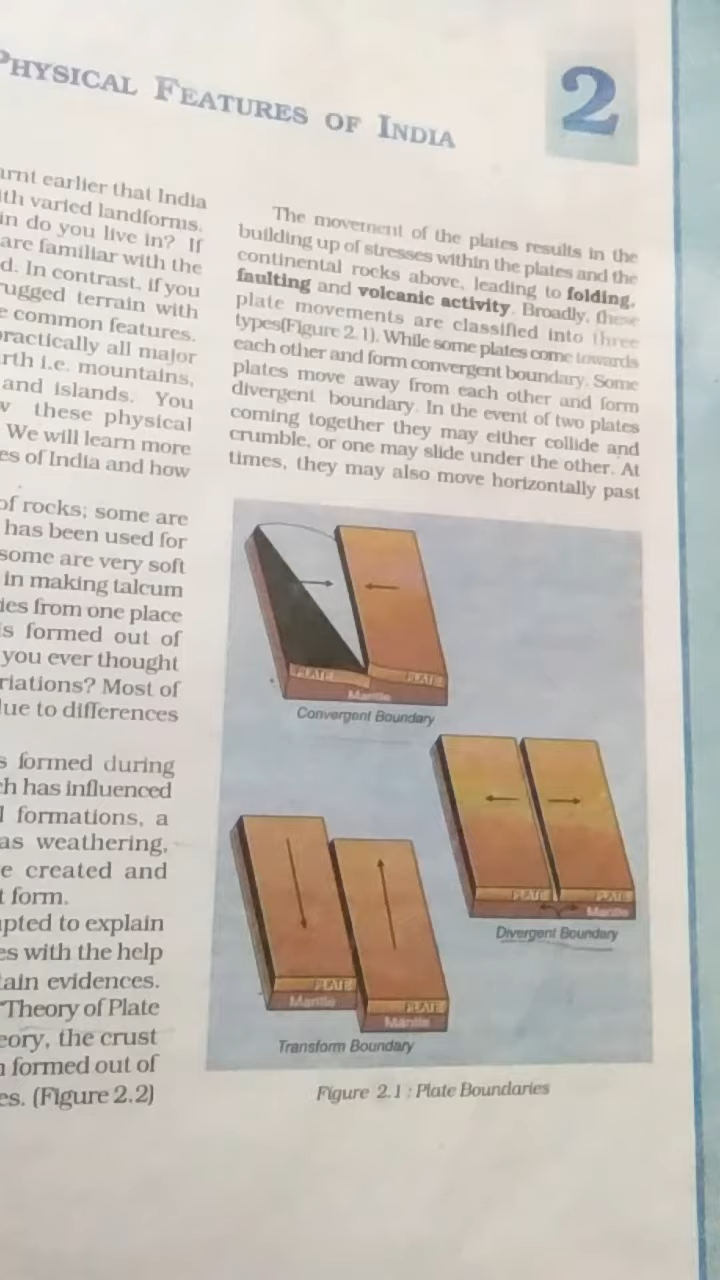 PHYSICAL FEATURES OF INDIA
2
arnt earlier that India
ith varied landforms.
in do you live in? If
are familiar with the
d. In contrast, if you
rugged terrain with
e common features.
practically all major
rth i.e. mountains,
and islands. You
w these physical
We will learn more
es of India and how
of rocks; some are
has been used for
some are very soft
in making talcum
ies from one place
is formed out of
you ever thought
riations? Most of
lue to differences
s formed during
ch has influenced
l formations, a
as weathering,
e created and
t form.
pted to explain
es with the help
tain evidences.
"Theory of Plate
eory, the crust
n formed out of
es. (Figure 2.2)
The movement of the plates results in the
building up of stresses within the plates and the
continental rocks above, leading to folding,
faulting and volcanic activity. Broadly, these
plate movements are classified into three
types(Figure 2.1). While some plates come towards
each other and form convergent boundary. Some
plates move away from each other and form
divergent boundary. In the event of two plates
coming together they may either collide and
crumble, or one may slide under the other. At
times, they may also move horizontally past
PLATE
PLATE
Mantle
Convergent Boundary
PLATE
PLATE
Mantle
Divergent Boundary
PLATE
Mantle
PLATE
Mantle
Transform Boundary
Figure 2.1 : Plate Boundaries